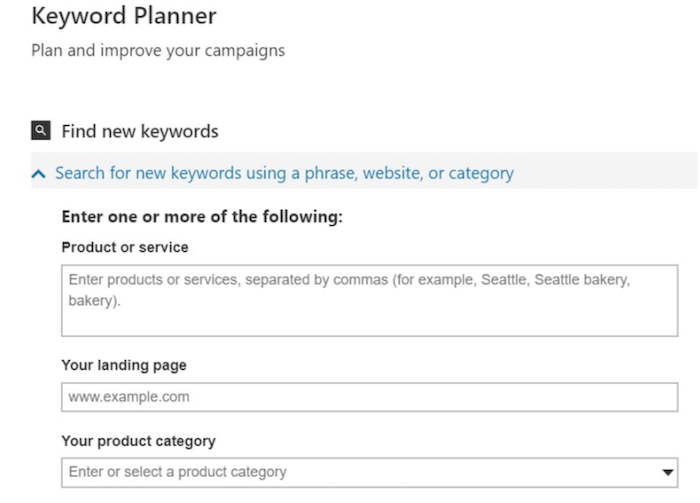 Keyword Planner
Plan and improve your campaigns
Find new keywords
Search for new keywords using a phrase, website, or category
Enter one or more of the following:
Product or service
Enter products or services, separated by commas (for example, Seattle, Seattle bakery,
bakery).
Your landing page
www.example.com
Your product category
Enter or select a product category